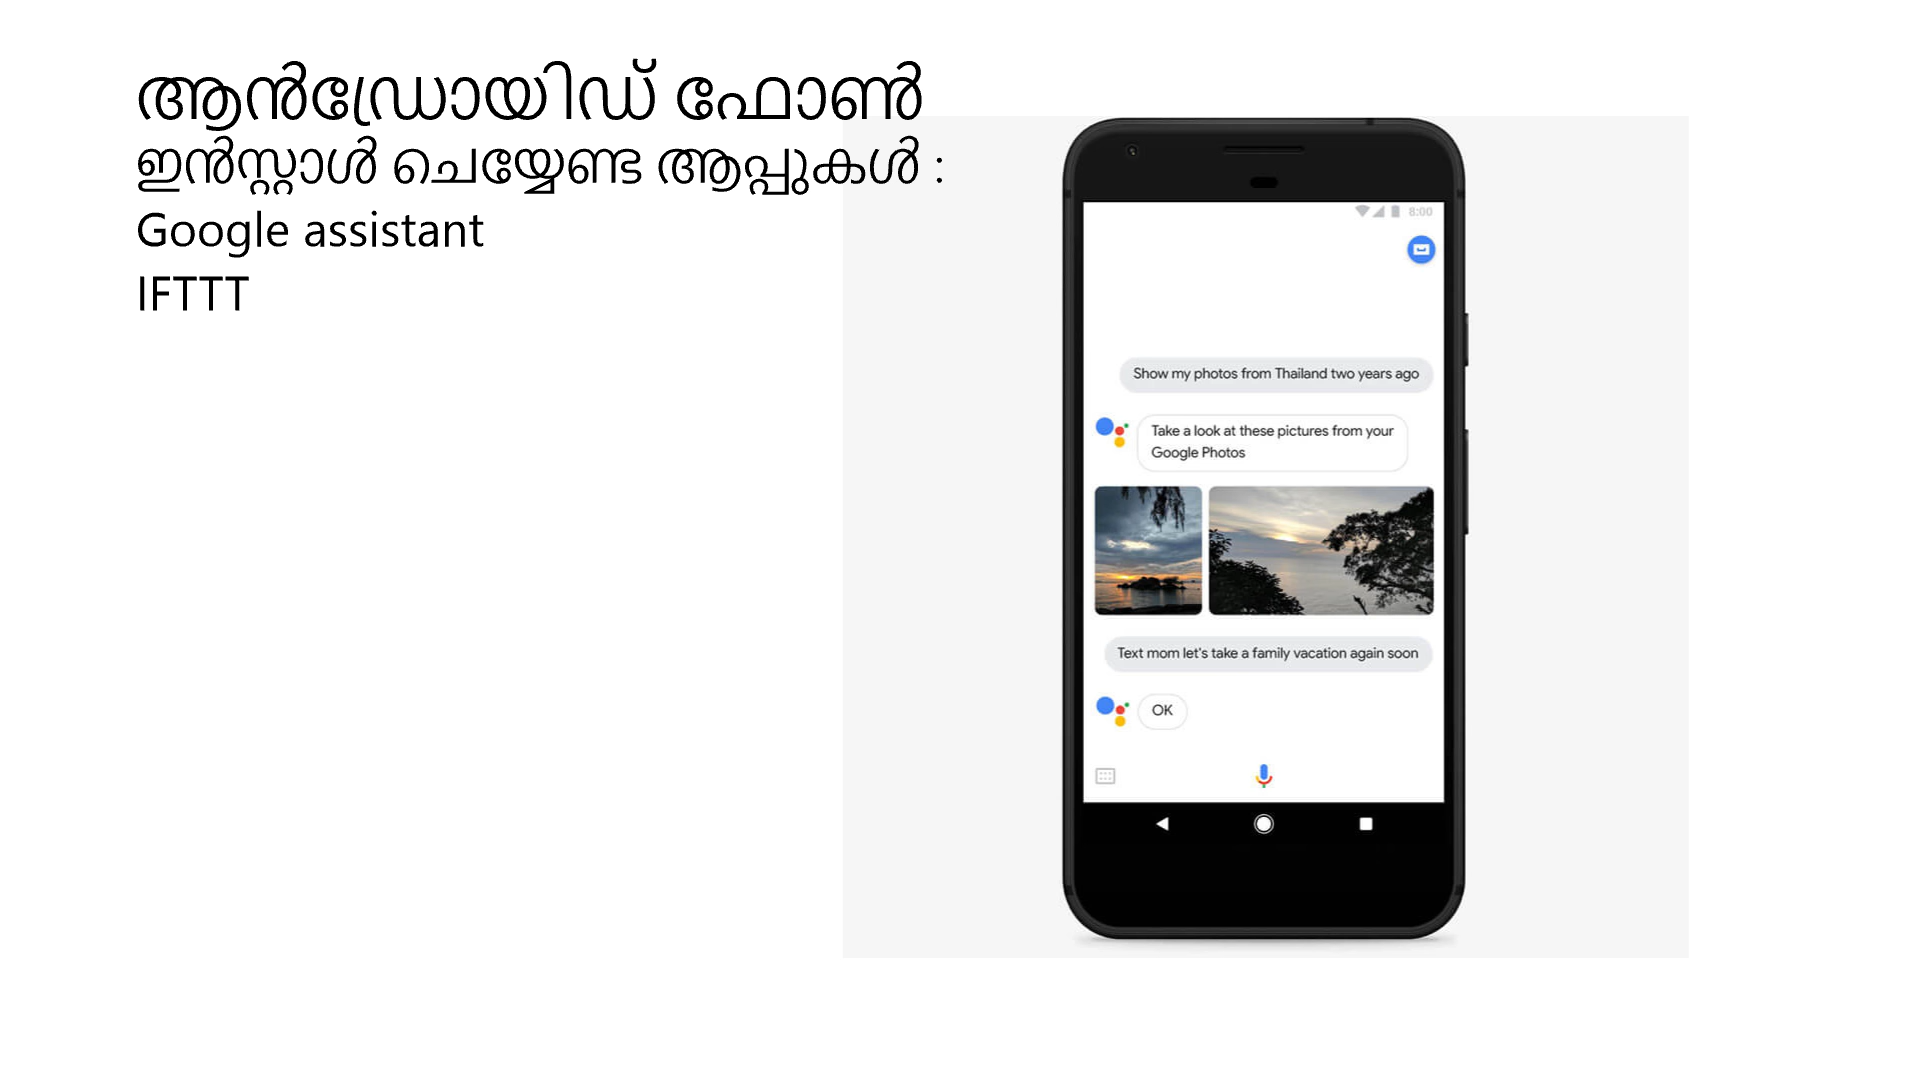 ആൻഡ്രോയിഡ് ഫോൺ
ഇൻസ്റ്റാൾ ചെയ്യേണ്ട ആപ്പുകൾ :
Google assistant
IFTTT
8:00
Show my photos from Thailand two years ago
Take a look at these pictures from your
Google Photos
Text mom let's take a family vacation again soon
OK